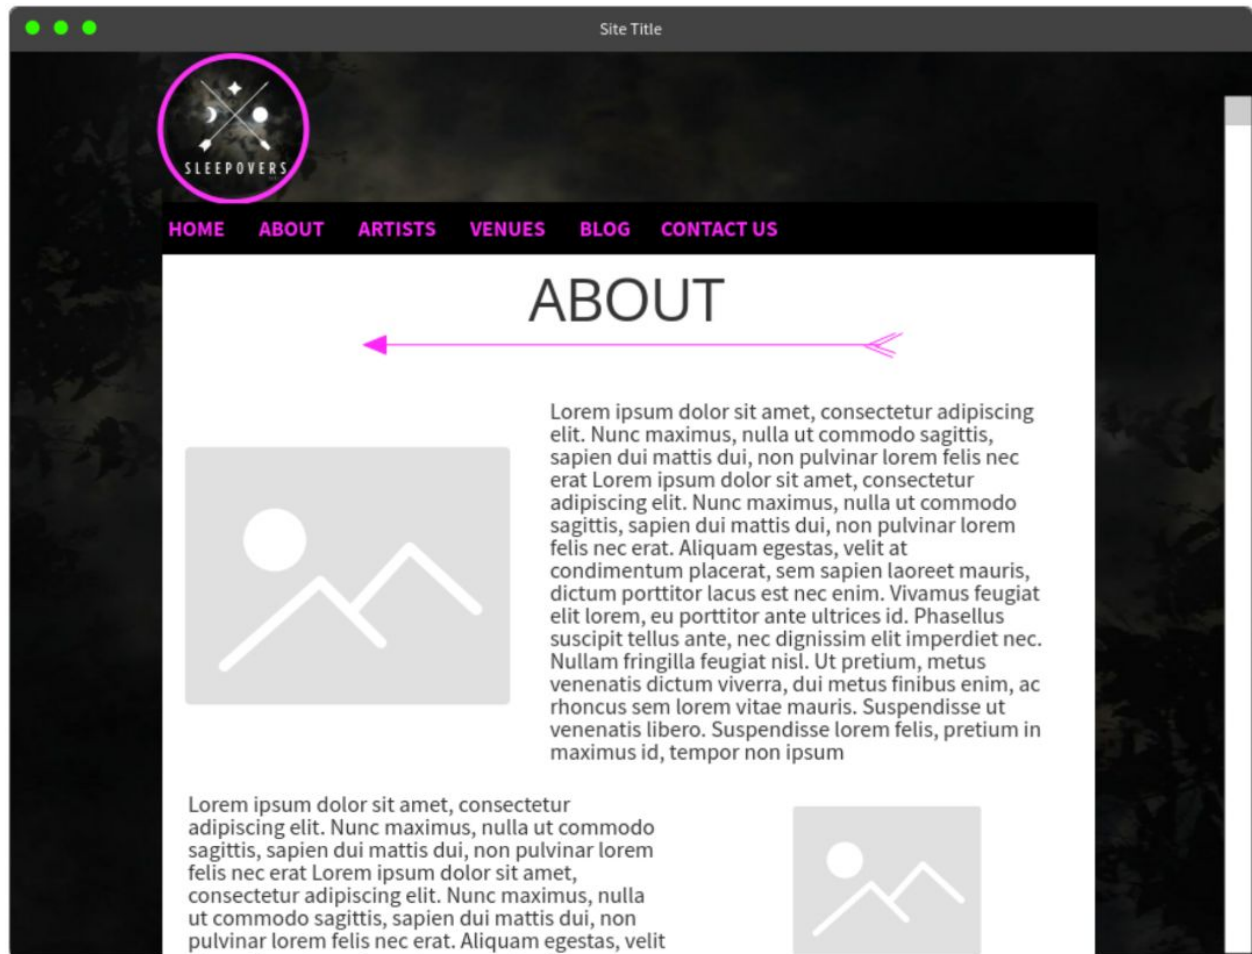 Site Title
SLEEPOVERS
HOME ABOUT ARTISTS VENUES BLOG CONTACT US
ABOUT
Lorem ipsum dolor sit amet, consectetur adipiscing
elit. Nunc maximus, nulla ut commodo sagittis,
sapien dui mattis dui, non pulvinar lorem felis nec
erat Lorem ipsum dolor sit amet, consectetur
adipiscing elit. Nunc maximus, nulla ut commodo
sagittis, sapien dui mattis dui, non pulvinar lorem
felis nec erat. Aliquam egestas, velit at
condimentum placerat, sem sapien laoreet mauris,
dictum porttitor lacus est nec enim. Vivamus feugiat
elit lorem, eu porttitor ante ultrices id. Phasellus
suscipit tellus ante, nec dignissim elit imperdiet nec.
Nullam fringilla feugiat nisl. Ut pretium, metus
venenatis dictum viverra, dui metus finibus enim, ac
rhoncus sem lorem vitae mauris. Suspendisse ut
venenatis libero. Suspendisse lorem felis, pretium in
maximus id, tempor non ipsum
Lorem ipsum dolor sit amet, consectetur
adipiscing elit. Nunc maximus, nulla ut commodo
sagittis, sapien dui mattis dui, non pulvinar lorem
felis nec erat Lorem ipsum dolor sit amet,
consectetur adipiscing elit. Nunc maximus, nulla
ut commodo sagittis, sapien dui mattis dui, non
pulvinar lorem felis nec erat. Aliquam egestas, velit